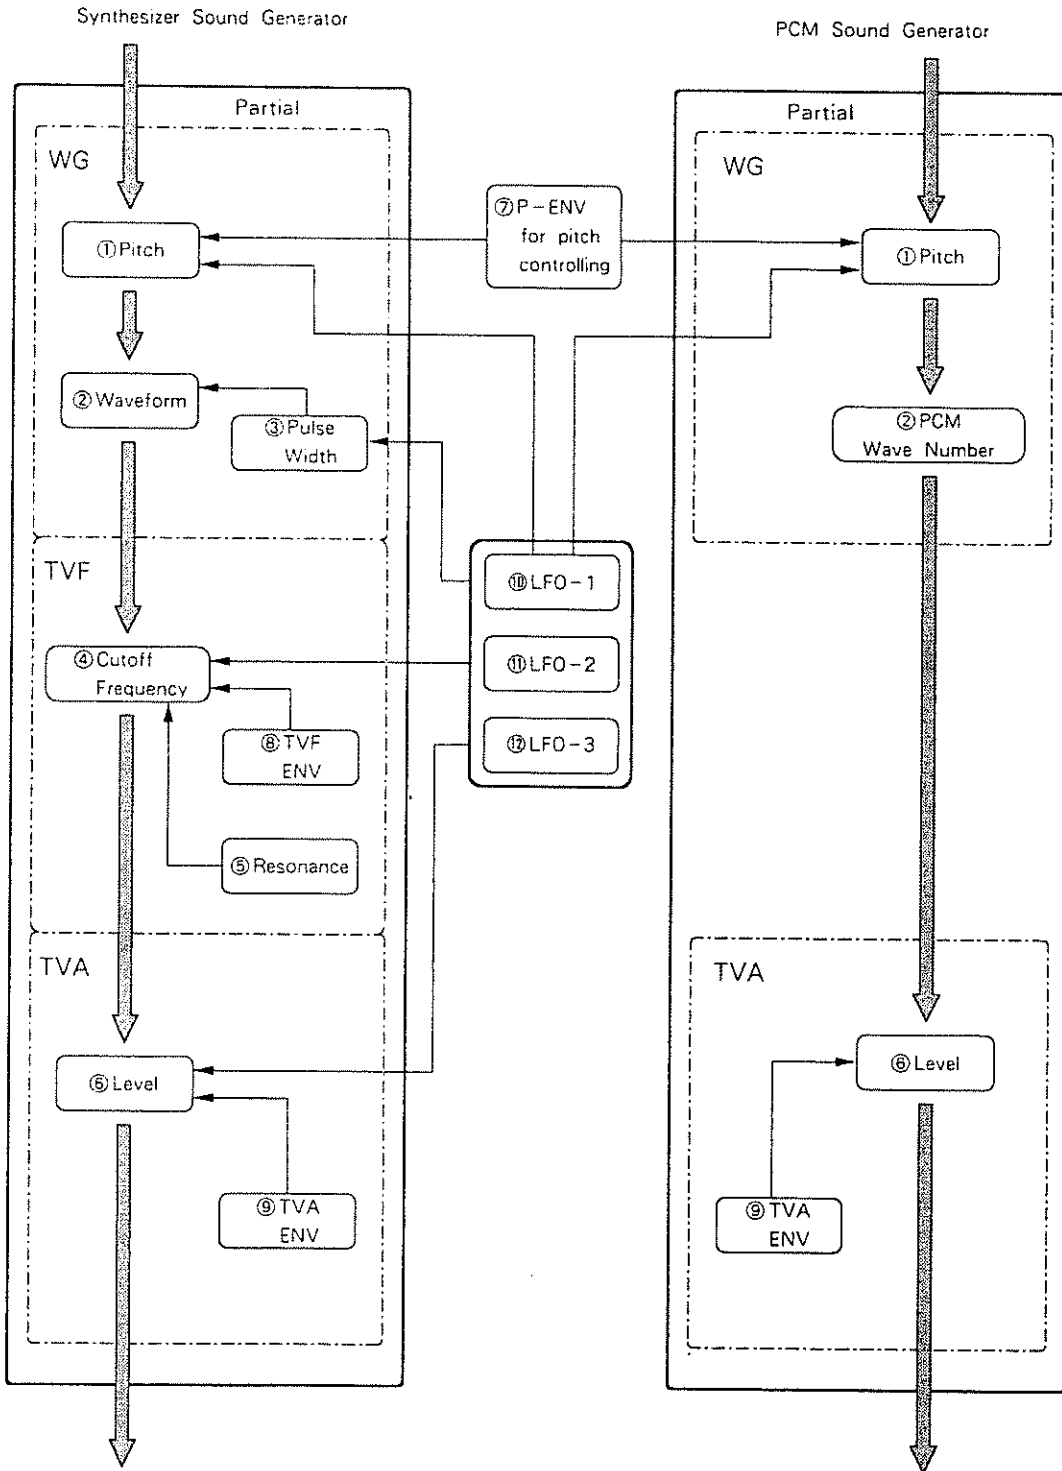 Synthesizer Sound Generator
PCM Sound Generator
Partial
WG
①Pitch
②Waveform
③Pulse
Width
TVF
④Cutoff
Frequency
⑧TVF
ENV
⑤Resonance
TVA
⑥Level
⑨TVA
ENV
⑦P-ENV
for pitch
controlling
⑩LFO-1
⑪LFO-2
⑫LFO-3
Partial
WG
①Pitch
②PCM
Wave Number
TVA
⑥Level
⑨TVA
ENV